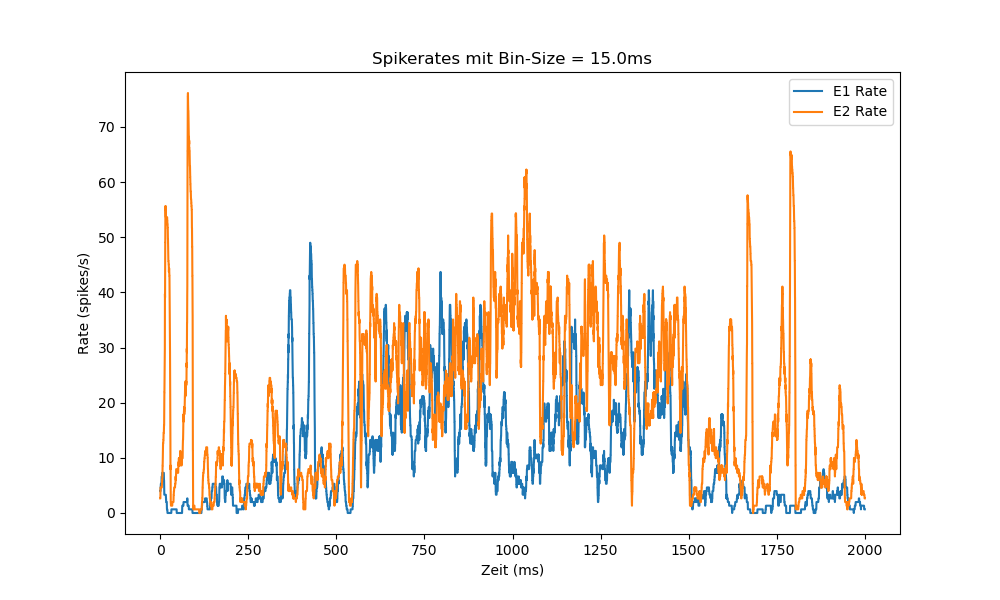 Spikerates mit Bin-Size = 15.0ms
E1 Rate
E2 Rate
70
60
50
40
30
20
10
0
Rate (spikes/s)
0 250 500 750 1000 1250 1500 1750 2000
Zeit (ms)